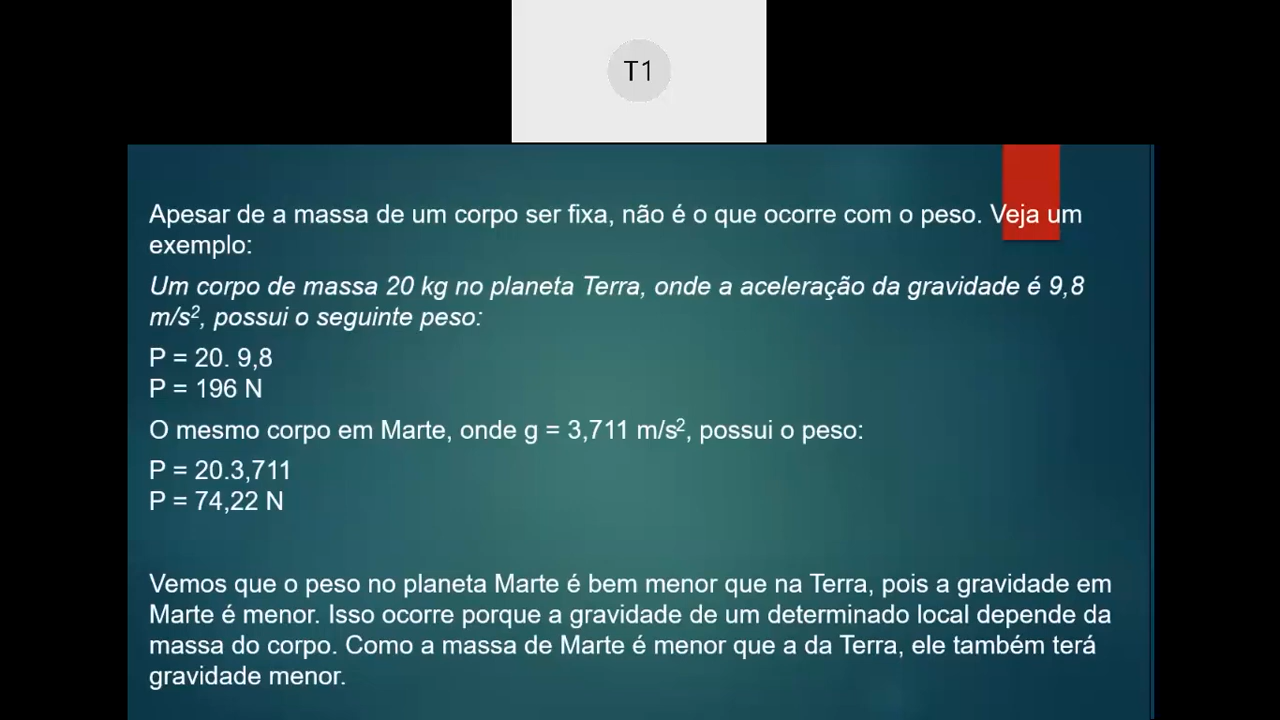 T1
Apesar de a massa de um corpo ser fixa, não é o que ocorre com o peso. Veja um
exemplo:
Um corpo de massa 20 kg no planeta Terra, onde a aceleração da gravidade é 9,8
m/s², possui o seguinte peso:
P = 20. 9,8
P = 196 N
O mesmo corpo em Marte, onde g = 3,711 m/s², possui o peso:
P = 20.3,711
P = 74,22 N
Vemos que o peso no planeta Marte é bem menor que na Terra, pois a gravidade em
Marte é menor. Isso ocorre porque a gravidade de um determinado local depende da
massa do corpo. Como a massa de Marte é menor que a da Terra, ele também terá
gravidade menor.